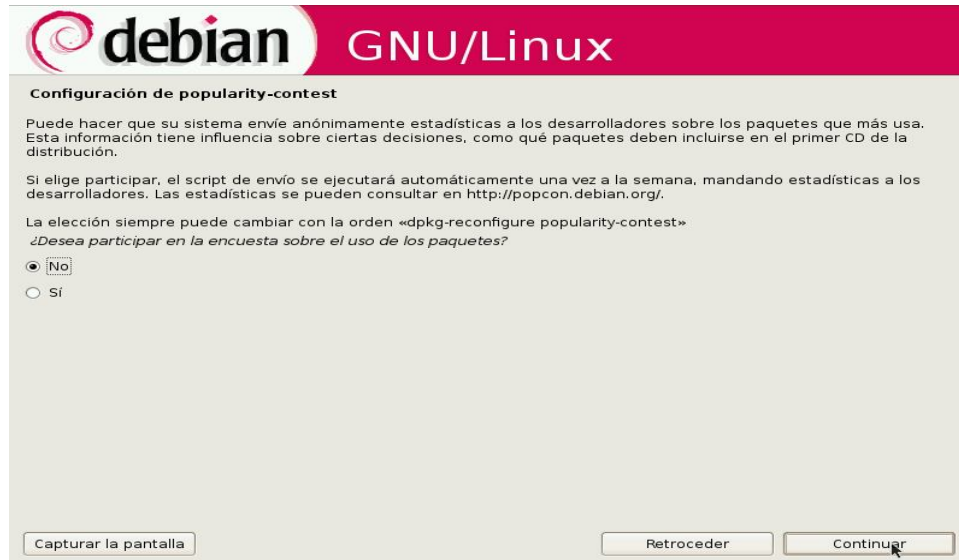 debian GNU/Linux
Configuración de popularity-contest
Puede hacer que su sistema envíe anónimamente estadísticas a los desarrolladores sobre los paquetes que más usa.
Esta información tiene influencia sobre ciertas decisiones, como qué paquetes deben incluirse en el primer CD de la
distribución.
Si elige participar, el script de envío se ejecutará automáticamente una vez a la semana, mandando estadísticas a los
desarrolladores. Las estadísticas se pueden consultar en http://popcon.debian.org/.
La elección siempre puede cambiar con la orden «dpkg-reconfigure popularity-contest»
¿Desea participar en la encuesta sobre el uso de los paquetes?
No
Sí
Capturar la pantalla Retroceder Continuar